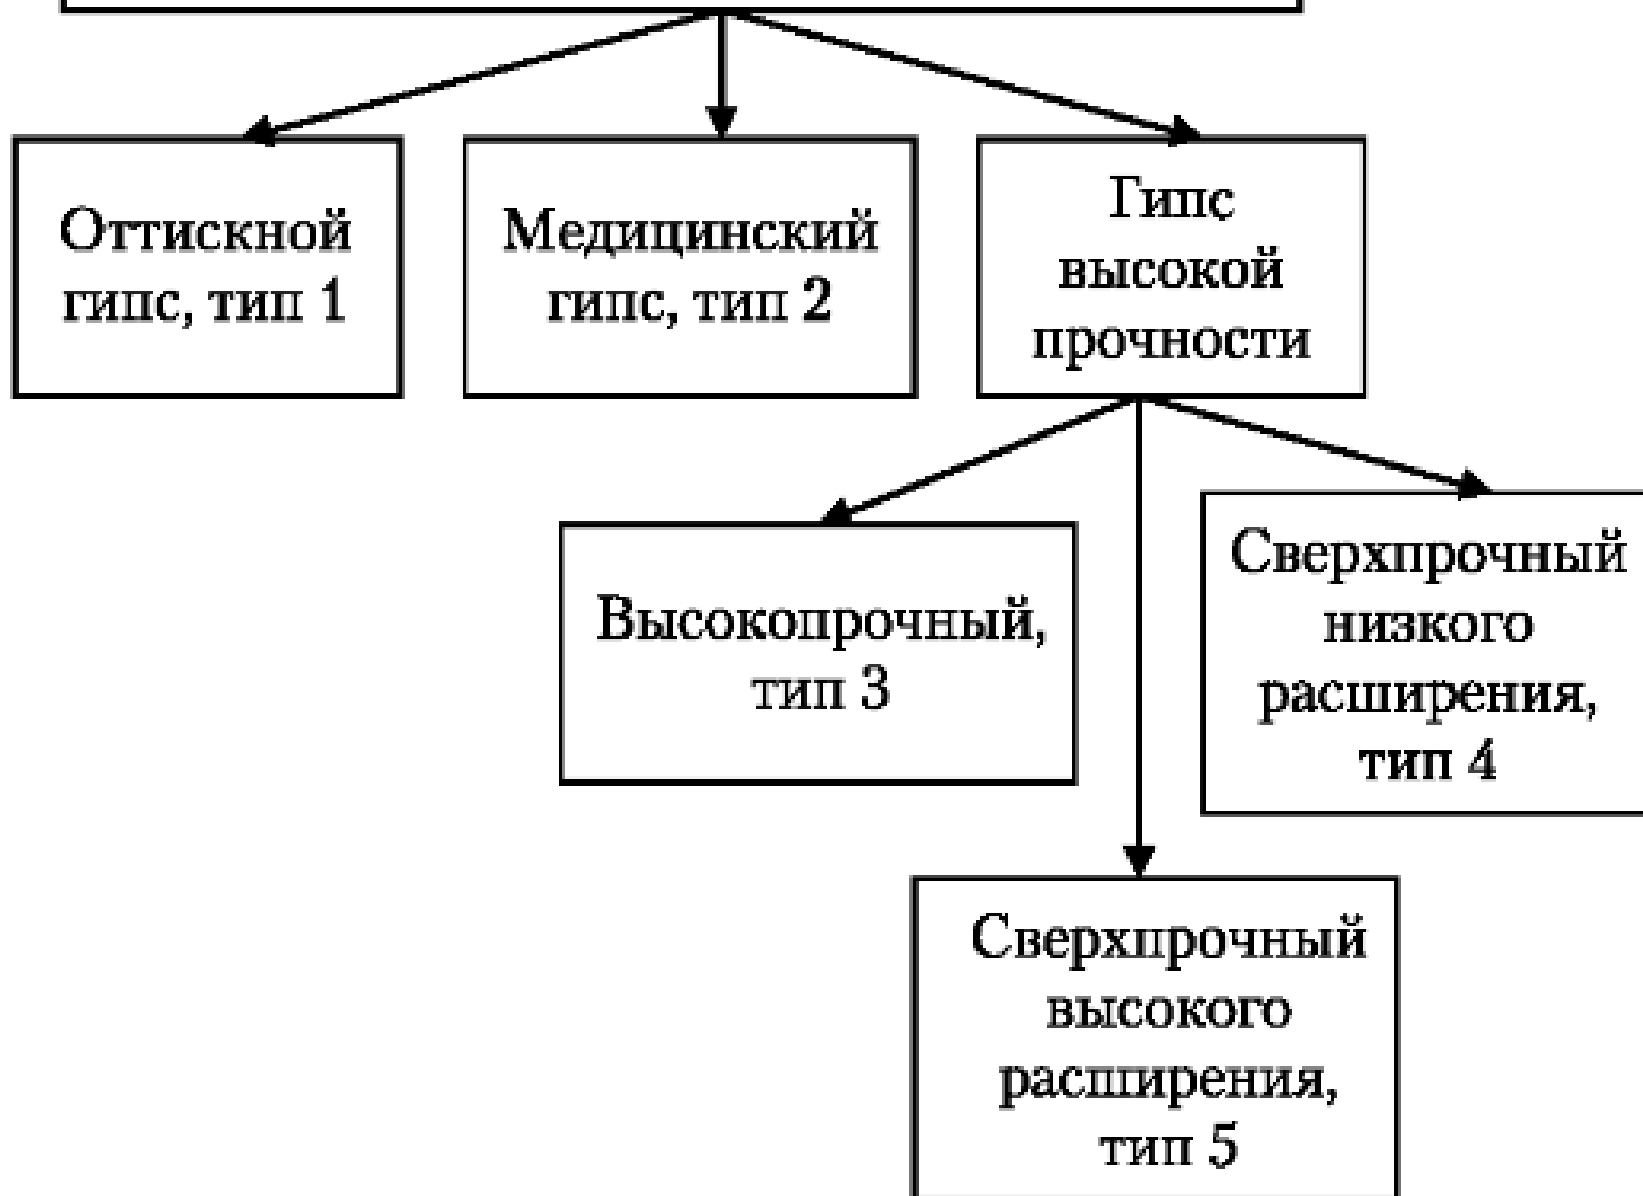 Оттискной
гипс, тип 1
Медицинский
гипс, тип 2
Гипс
высокой
прочности
Высокопрочный,
тип 3
Сверхпрочный
низкого
расширения,
тип 4
Сверхпрочный
высокого
расширения,
тип 5